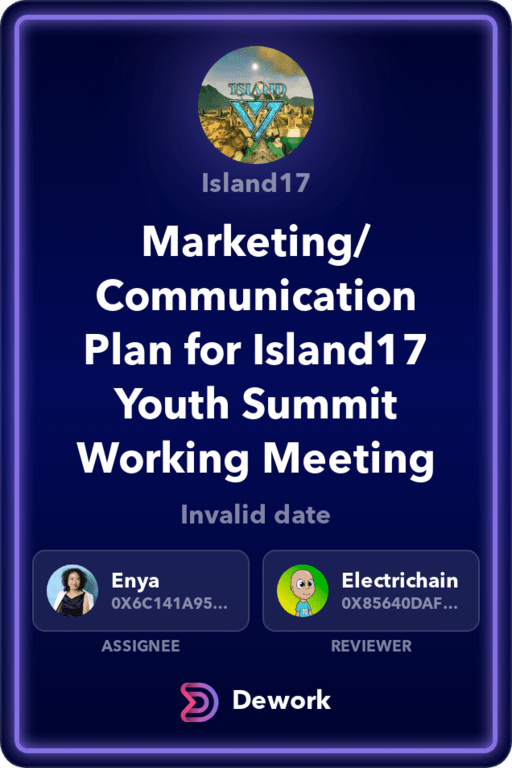 ISLAND
Island17
Marketing/
Communication
Plan for Island17
Youth Summit
Working Meeting
Invalid date
Enya
0X6C141A95...
Electrichain
0X85640DAF...
ASSIGNEE
REVIEWER
Dework